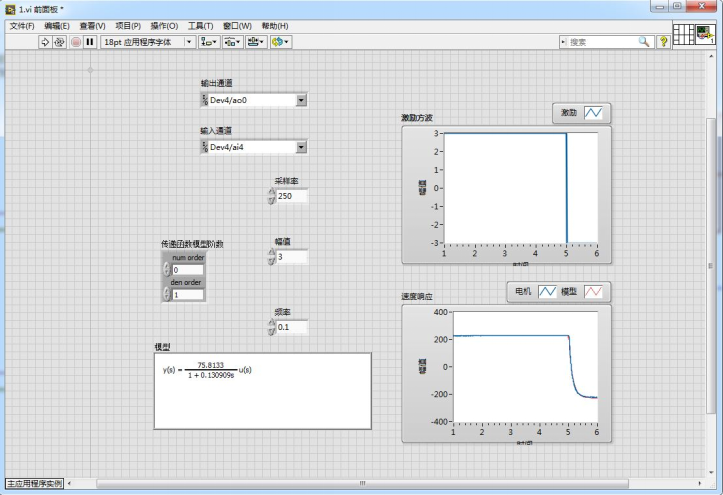 1.vi 前面板 *
文件(F) 编辑(E) 查看(V) 项目(P) 操作(O) 工具(T) 窗口(W) 帮助(H)
18pt 应用程序字体
搜索
?
1
输出通道
Dev4/ao0
输入通道
Dev4/ai4
采样率
250
传递函数模型阶数
num order
0
den order
1
幅值
3
频率
0.1
模型
y(s) = 75.8133 / 1 + 0.130909s u(s)
激励
激励方波
幅值
3
2
1
0
-1
-2
-3
1 2 3 4 5 6
时间
电机 模型
速度响应
幅值
400
200
0
-200
-400
1 2 3 4 5 6
时间
主应用程序实例